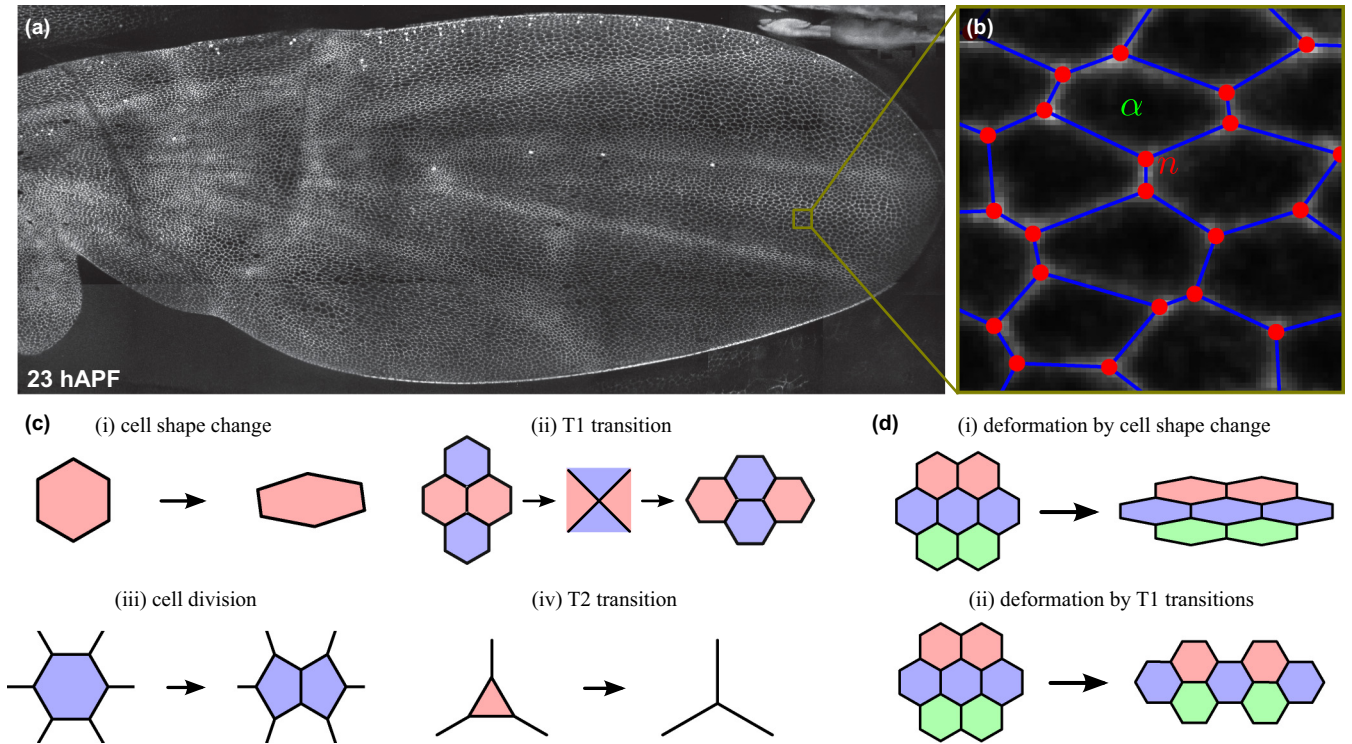 (a)
23 hAPF
(b)
α
n
(c)
(i) cell shape change
(ii) T1 transition
(iii) cell division
(iv) T2 transition
(d)
(i) deformation by cell shape change
(ii) deformation by T1 transitions